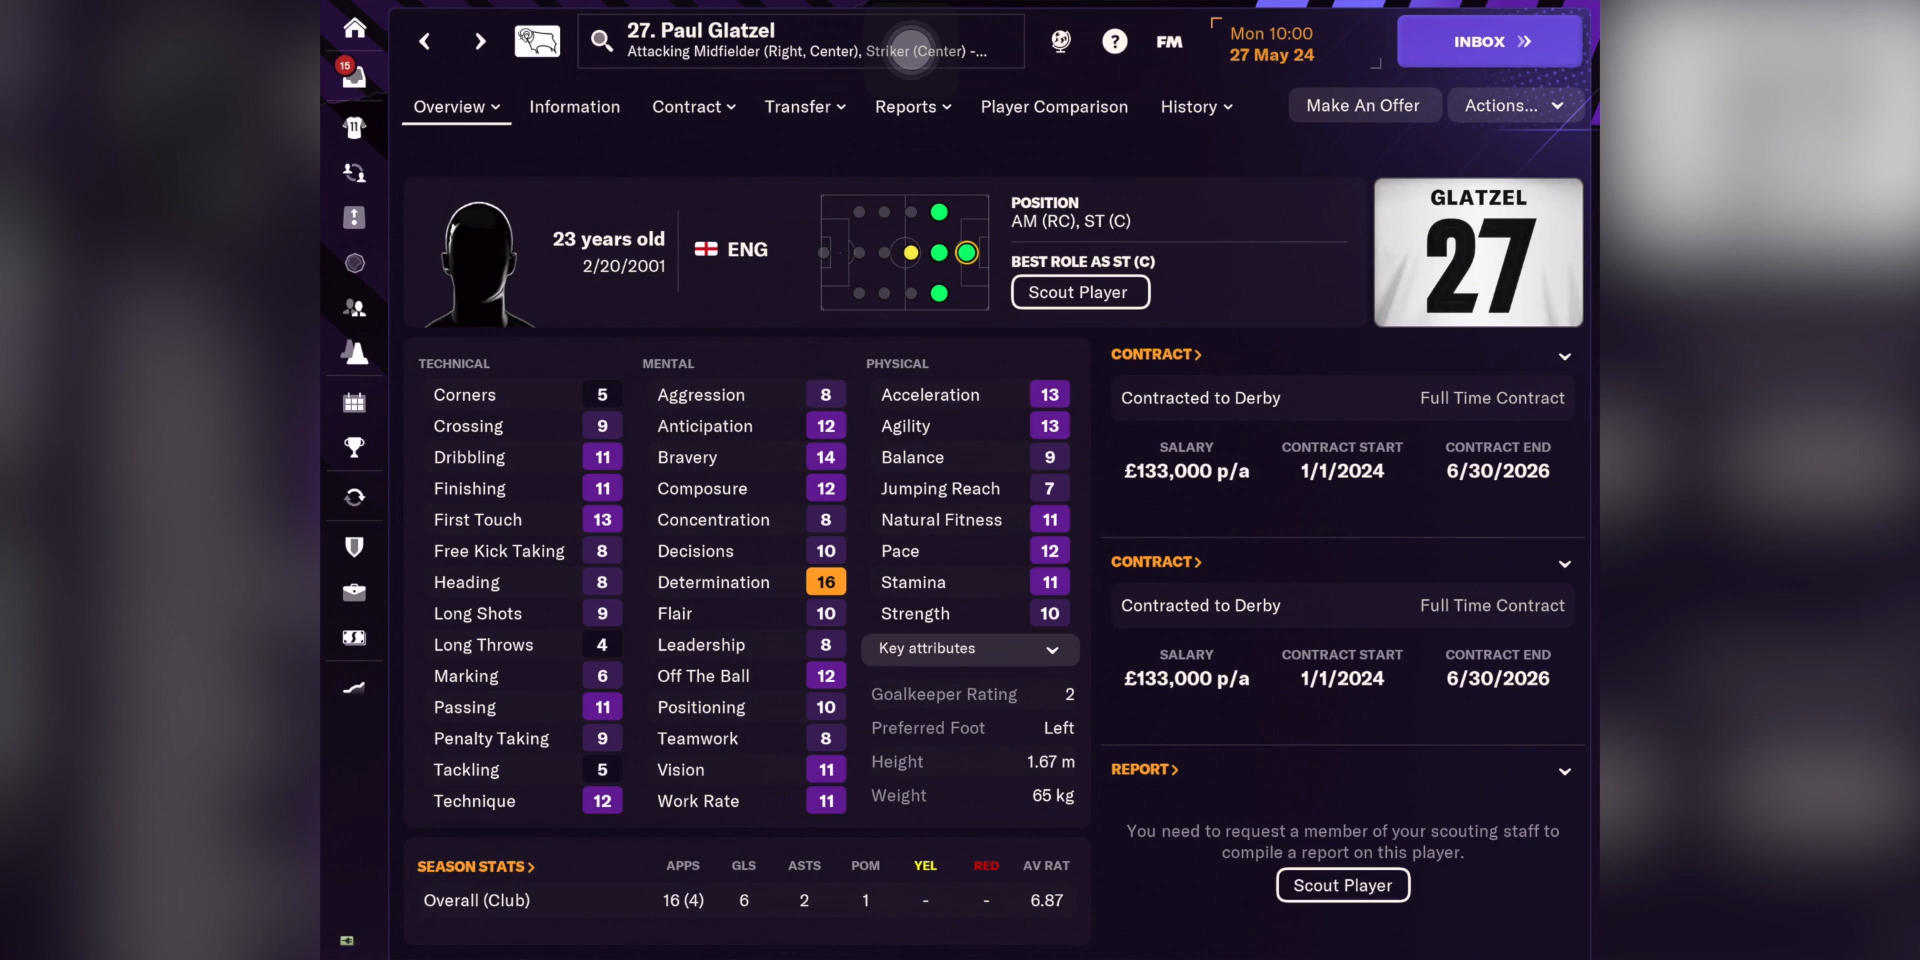 27. Paul Glatzel
Attacking Midfielder (Right, Center), Striker (Center) -...
Mon 10:00
27 May 24
INBOX
15
11
?
FM
Overview
Information
Contract
Transfer
Reports
Player Comparison
History
Make An Offer
Actions...
23 years old
2/20/2001
ENG
POSITION
AM (RC), ST (C)
BEST ROLE AS ST (C)
Scout Player
GLATZEL
27
TECHNICAL
Corners 5
Crossing 9
Dribbling 11
Finishing 11
First Touch 13
Free Kick Taking 8
Heading 8
Long Shots 9
Long Throws 4
Marking 6
Passing 11
Penalty Taking 9
Tackling 5
Technique 12
MENTAL
Aggression 8
Anticipation 12
Bravery 14
Composure 12
Concentration 8
Decisions 10
Determination 16
Flair 10
Leadership 8
Off The Ball 12
Positioning 10
Teamwork 8
Vision 11
Work Rate 11
PHYSICAL
Acceleration 13
Agility 13
Balance 9
Jumping Reach 7
Natural Fitness 11
Pace 12
Stamina 11
Strength 10
Key attributes
Goalkeeper Rating 2
Preferred Foot Left
Height 1.67 m
Weight 65 kg
CONTRACT
Contracted to Derby Full Time Contract
SALARY CONTRACT START CONTRACT END
£133,000 p/a 1/1/2024 6/30/2026
CONTRACT
Contracted to Derby Full Time Contract
SALARY CONTRACT START CONTRACT END
£133,000 p/a 1/1/2024 6/30/2026
REPORT
You need to request a member of your scouting staff to
compile a report on this player.
Scout Player
SEASON STATS APPS GLS ASTS POM YEL RED AV RAT
Overall (Club) 16 (4) 6 2 1 - - 6.87